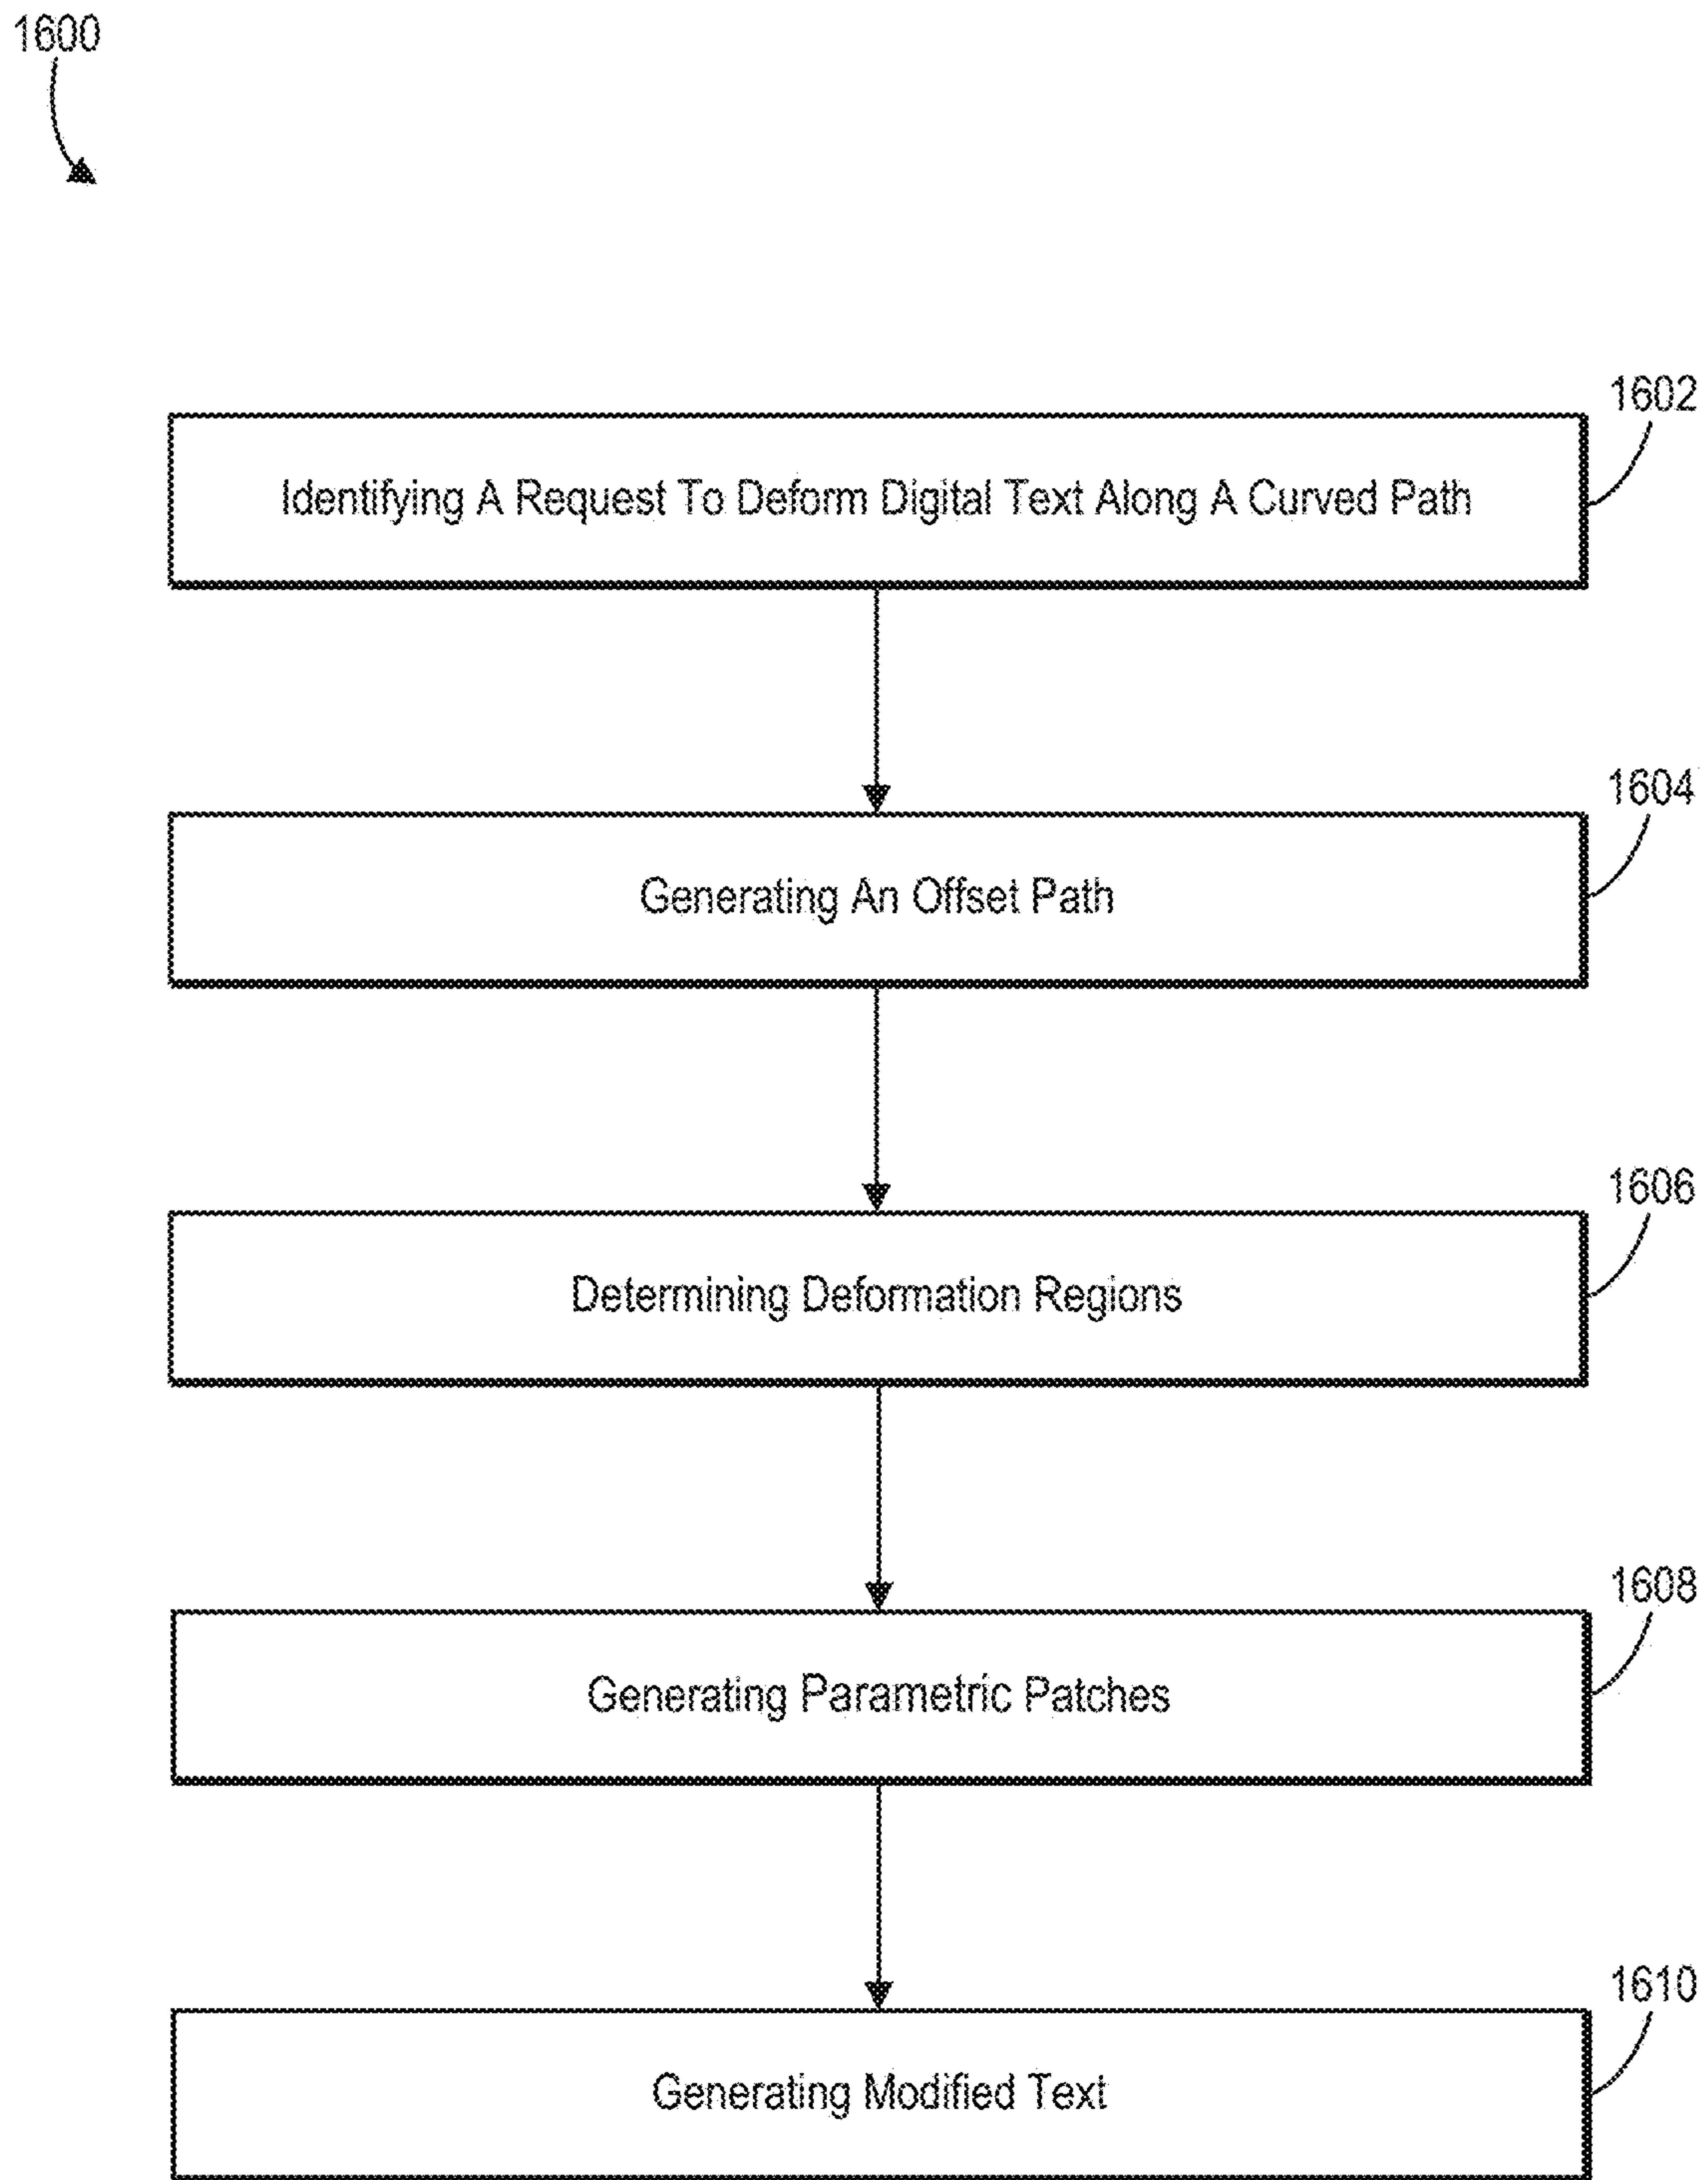 1600
1602
Identifying A Request To Deform Digital Text Along A Curved Path
1604
Generating An Offset Path
1606
Determining Deformation Regions
1608
Generating Parametric Patches
1610
Generating Modified Text